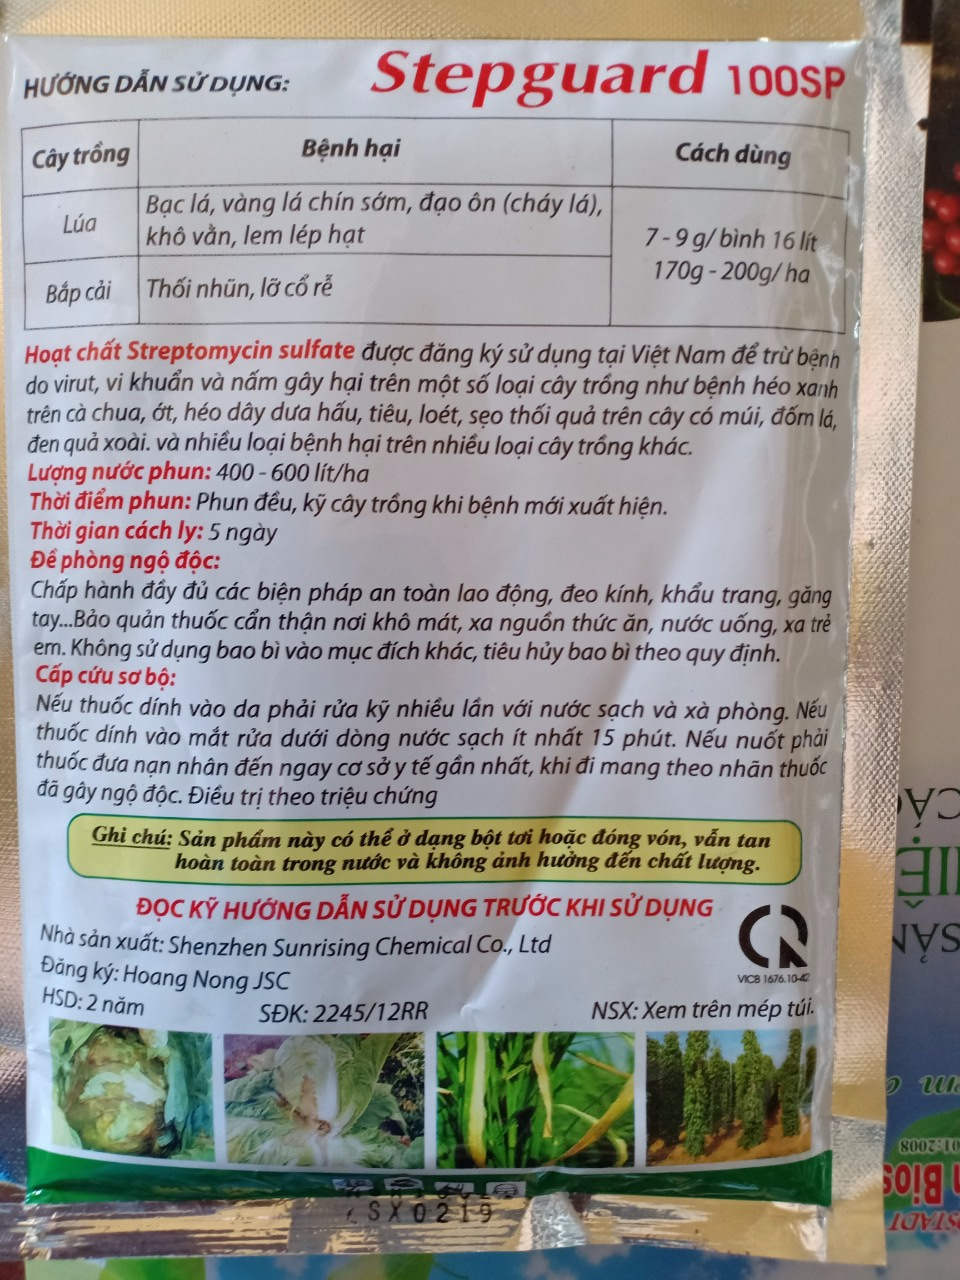 HƯỚNG DẪN SỬ DỤNG:
Stepguard 100SP
Cây trồng
Bệnh hại
Cách dùng
Lúa
Bạc lá, vàng lá chín sớm, đạo ôn (cháy lá),
khô vằn, lem lép hạt
7 - 9 g/ bình 16 lít
170g - 200g/ ha
Bắp cải
Thối nhũn, lỡ cổ rễ
Hoạt chất Streptomycin sulfate được đăng ký sử dụng tại Việt Nam để trừ bệnh
do virut, vi khuẩn và nấm gây hại trên một số loại cây trồng như bệnh héo xanh
trên cà chua, ớt, héo dây dưa hấu, tiêu, loét, sẹo thối quả trên cây có múi, đốm lá,
đen quả xoài. và nhiều loại bệnh hại trên nhiều loại cây trồng khác.
Lượng nước phun: 400 - 600 lít/ha
Thời điểm phun: Phun đều, kỹ cây trồng khi bệnh mới xuất hiện.
Thời gian cách ly: 5 ngày
Đề phòng ngộ độc:
Chấp hành đầy đủ các biện pháp an toàn lao động, đeo kính, khẩu trang, găng
tay...Bảo quản thuốc cẩn thận nơi khô mát, xa nguồn thức ăn, nước uống, xa trẻ
em. Không sử dụng bao bì vào mục đích khác, tiêu hủy bao bì theo quy định.
Cấp cứu sơ bộ:
Nếu thuốc dính vào da phải rửa kỹ nhiều lần với nước sạch và xà phòng. Nếu
thuốc dính vào mắt rửa dưới dòng nước sạch ít nhất 15 phút. Nếu nuốt phải
thuốc đưa nạn nhân đến ngay cơ sở y tế gần nhất, khi đi mang theo nhãn thuốc
đã gây ngộ độc. Điều trị theo triệu chứng
Ghi chú: Sản phẩm này có thể ở dạng bột tơi hoặc đóng vón, vẫn tan
hoàn toàn trong nước và không ảnh hưởng đến chất lượng.
ĐỌC KỸ HƯỚNG DẪN SỬ DỤNG TRƯỚC KHI SỬ DỤNG
Nhà sản xuất: Shenzhen Sunrising Chemical Co., Ltd
Đăng ký: Hoang Nong JSC
VICB 1676.10-42
HSD: 2 năm
SĐK: 2245/12RR
NSX: Xem trên mép túi.
SX0219